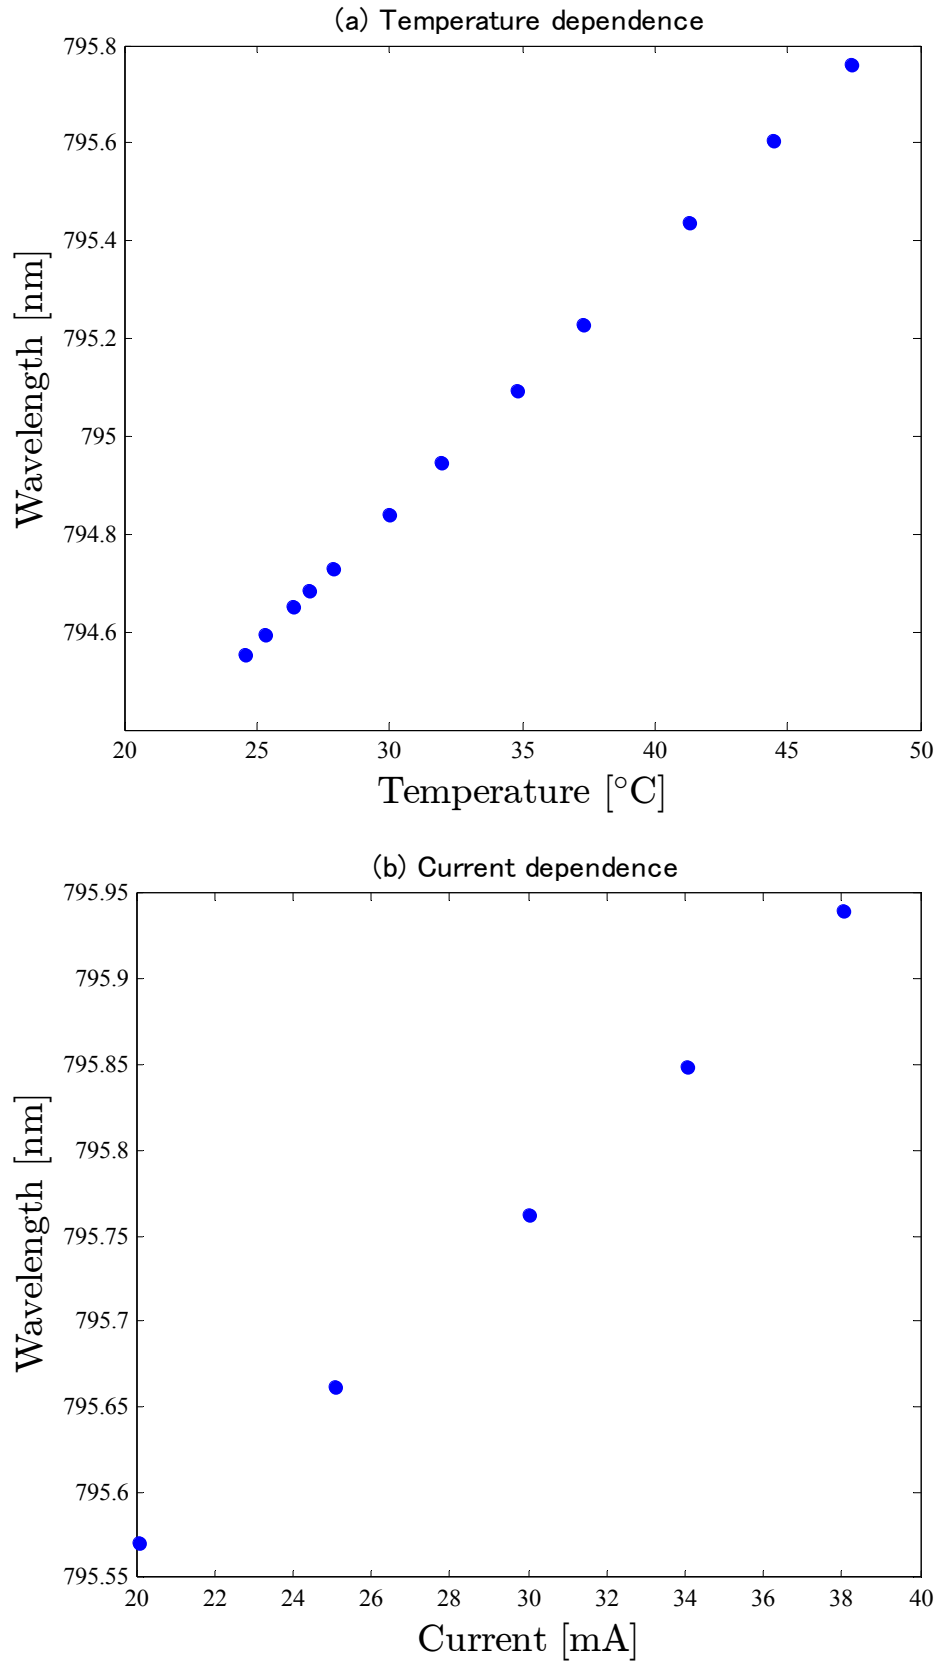 (a) Temperature dependence
795.8
795.6
795.4
795.2
795
794.8
794.6
Wavelength [nm]
20 25 30 35 40 45 50
Temperature [°C]
(b) Current dependence
795.95
795.9
795.85
795.8
795.75
795.7
795.65
795.6
795.55
Wavelength [nm]
20 22 24 26 28 30 32 34 36 38 40
Current [mA]